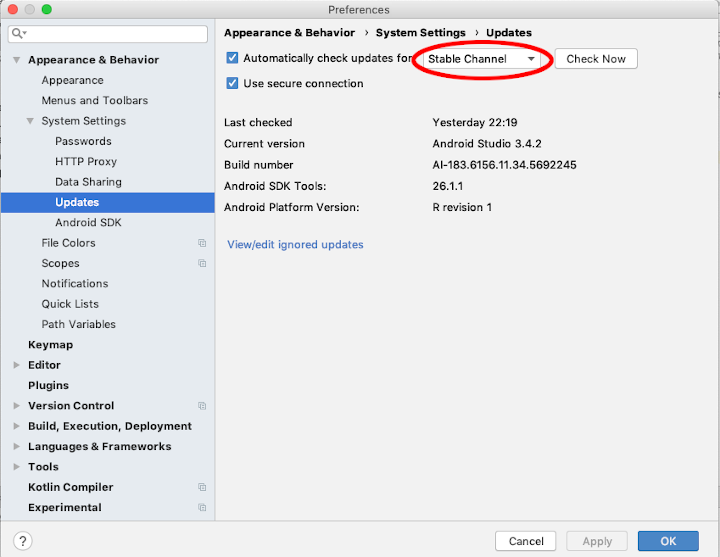 Preferences
Appearance & Behavior
Appearance
Menus and Toolbars
System Settings
Passwords
HTTP Proxy
Data Sharing
Updates
Android SDK
File Colors
Scopes
Notifications
Quick Lists
Path Variables
Keymap
Editor
Plugins
Version Control
Build, Execution, Deployment
Languages & Frameworks
Tools
Kotlin Compiler
Experimental
Appearance & Behavior › System Settings › Updates
Automatically check updates for Stable Channel Check Now
Use secure connection
Last checked Yesterday 22:19
Current version Android Studio 3.4.2
Build number AI-183.6156.11.34.5692245
Android SDK Tools: 26.1.1
Android Platform Version: R revision 1
View/edit ignored updates
? Cancel Apply OK